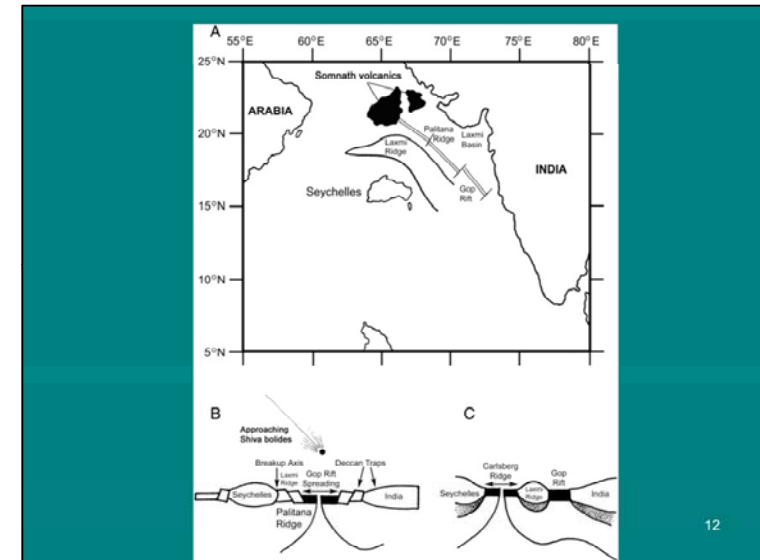 A
55°E 60°E 65°E 70°E 75°E 80°E
25°N
Somnath volcanics
ARABIA
20°N
Palitana
Ridge
Laxmi
Basin
Laxmi
Ridge
INDIA
Seychelles
Gop
Rift
15°N
10°N
5°N
B
Approaching
Shiva bolides
Breakup Axis
Laxmi
Ridge
Gop Rift
Spreading
Deccan Traps
Seychelles
India
Palitana
Ridge
C
Carlsberg
Ridge
Gop
Rift
Seychelles
Laxmi
Ridge
India
12